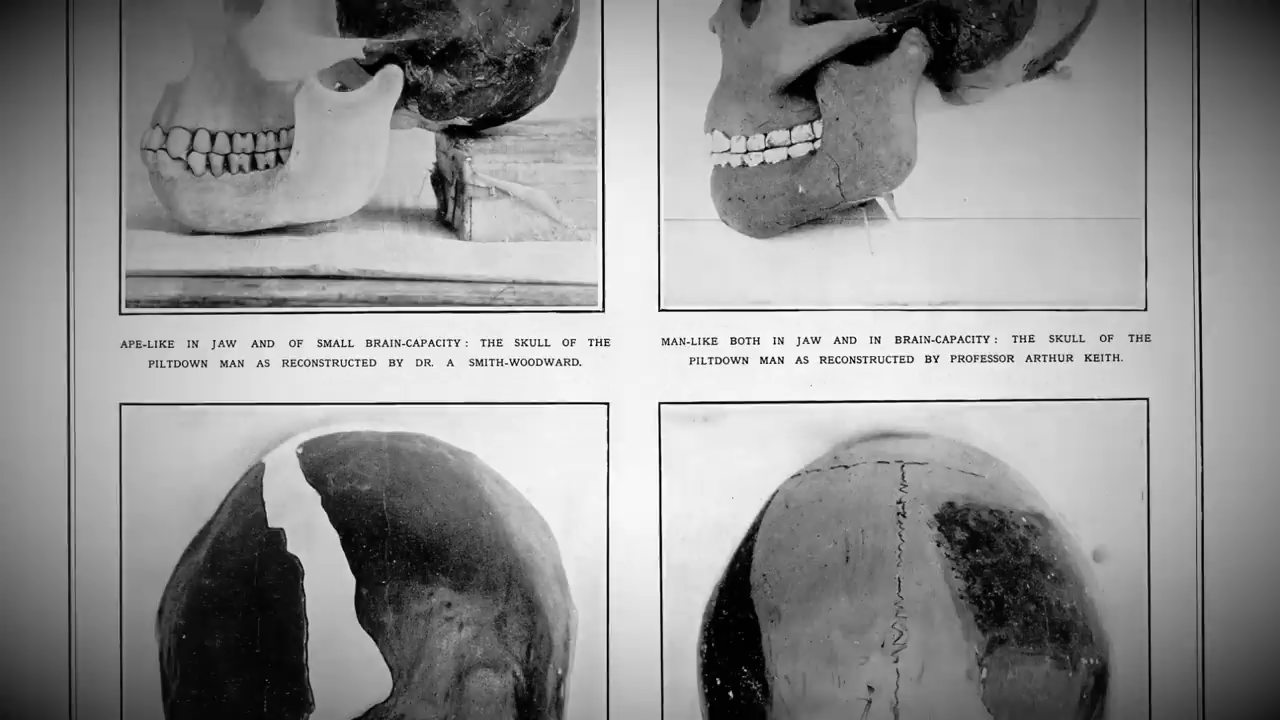 APE-LIKE IN JAW AND OF SMALL BRAIN-CAPACITY: THE SKULL OF THE
PILTDOWN MAN AS RECONSTRUCTED BY DR. A SMITH-WOODWARD.
MAN-LIKE BOTH IN JAW AND IN BRAIN-CAPACITY: THE SKULL OF THE
PILTDOWN MAN AS RECONSTRUCTED BY PROFESSOR ARTHUR KEITH.